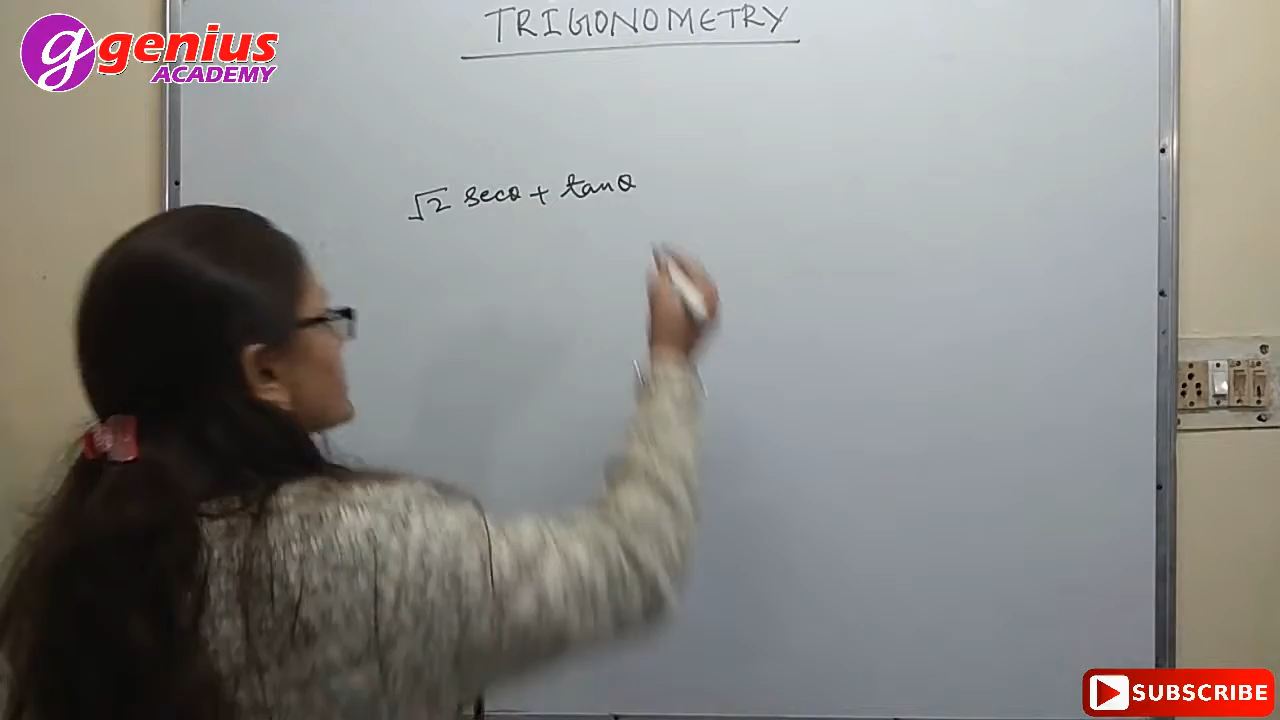 genius
ACADEMY
TRIGONOMETRY
√2 secθ + tanθ
SUBSCRIBE